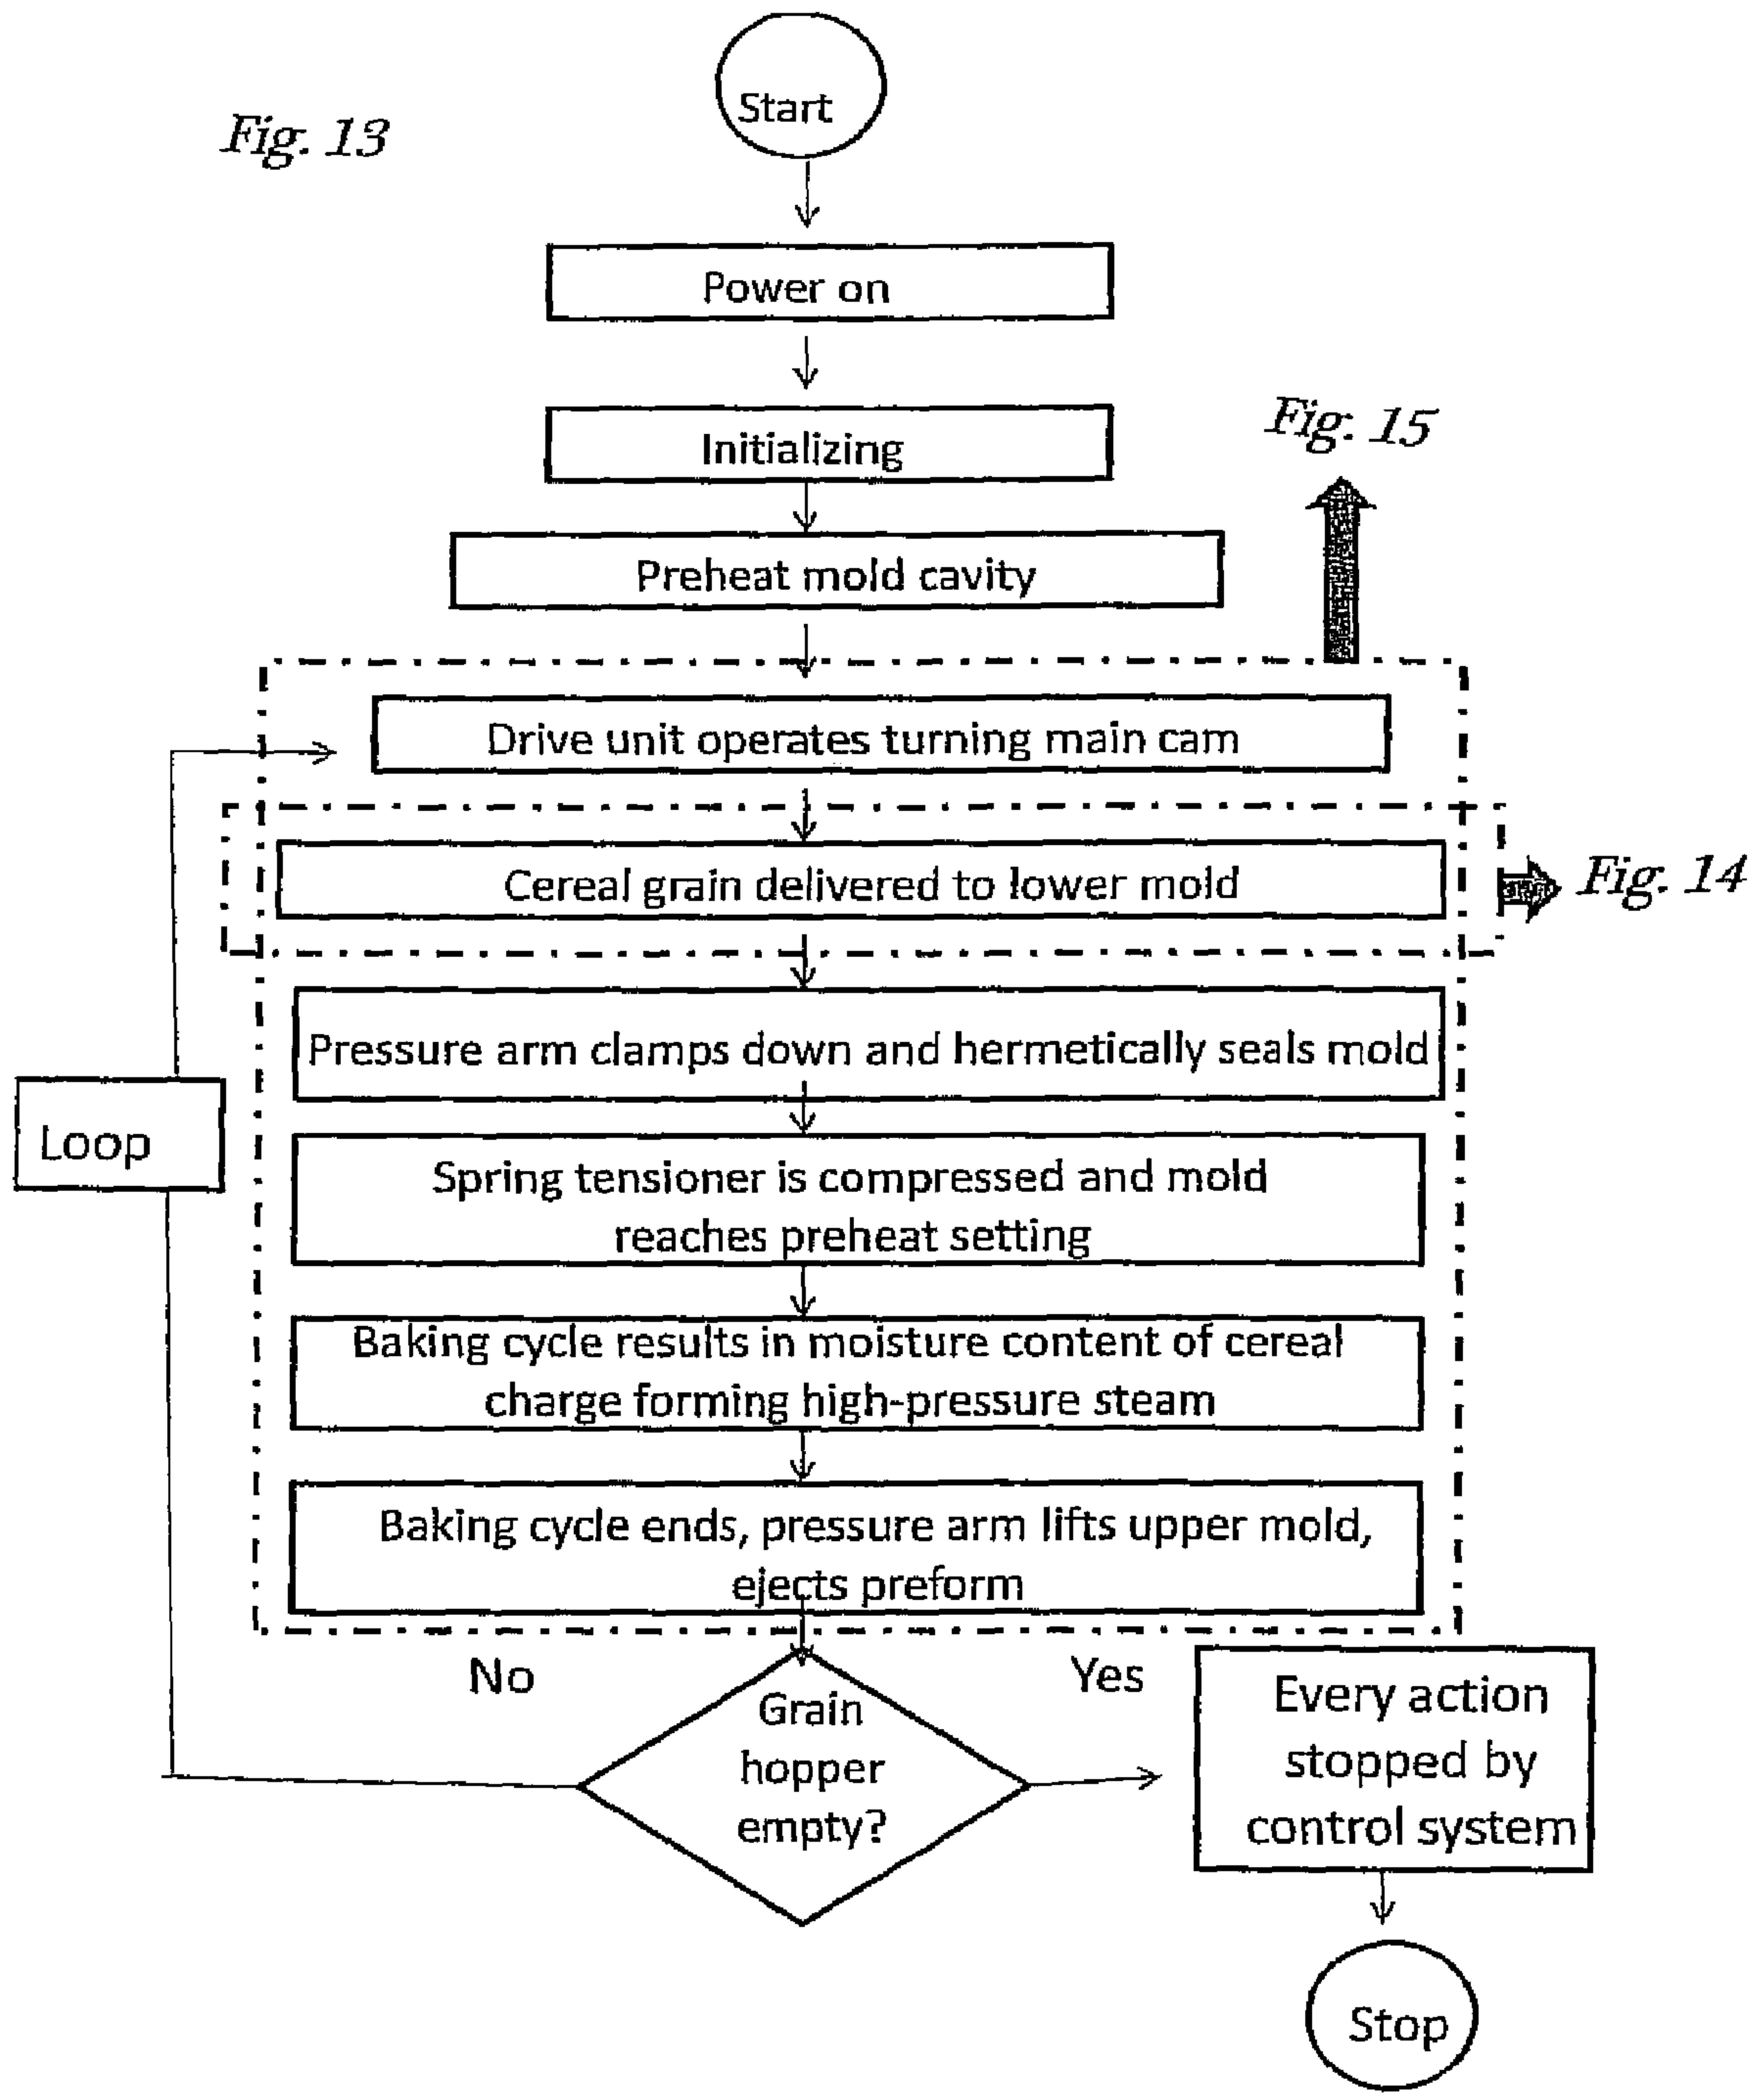 Start
Fig. 13
Power on
Initializing
Fig. 15
Preheat mold cavity
Drive unit operates turning main cam
Cereal grain delivered to lower mold
Fig. 14
Pressure arm clamps down and hermetically seals mold
Loop
Spring tensioner is compressed and mold
reaches preheat setting
Baking cycle results in moisture content of cereal
charge forming high-pressure steam
Baking cycle ends, pressure arm lifts upper mold,
ejects preform
No
Yes
Grain
hopper
empty?
Every action
stopped by
control system
Stop